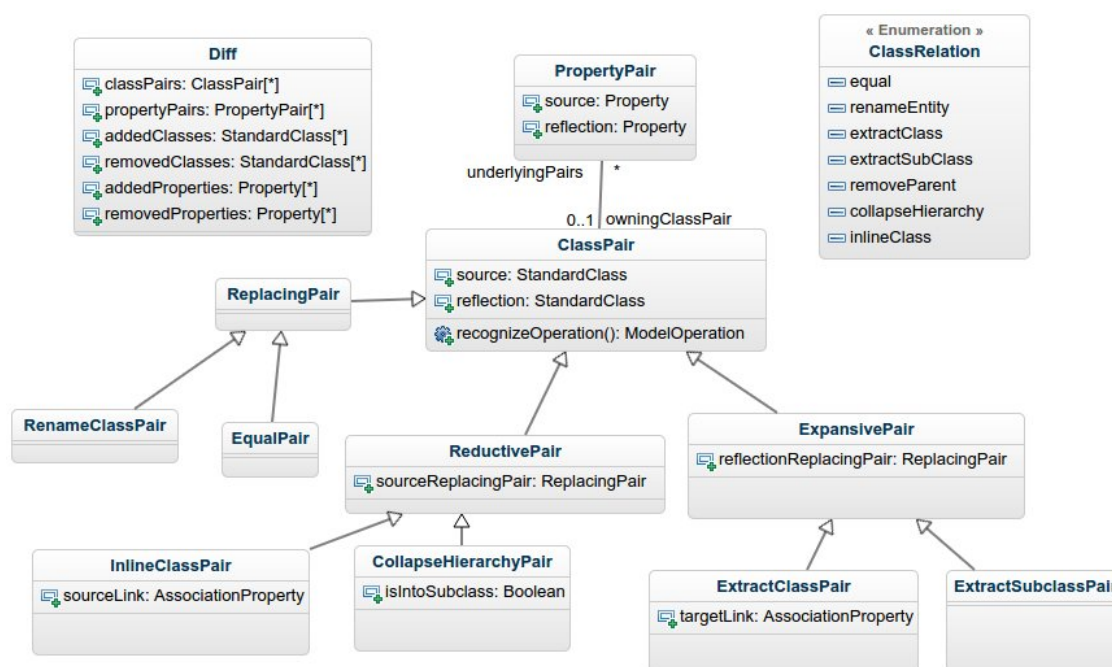 Diff
classPairs: ClassPair[*]
propertyPairs: PropertyPair[*]
addedClasses: StandardClass[*]
removedClasses: StandardClass[*]
addedProperties: Property[*]
removedProperties: Property[*]
PropertyPair
source: Property
reflection: Property
« Enumeration »
ClassRelation
equal
renameEntity
extractClass
extractSubClass
removeParent
collapseHierarchy
inlineClass
underlyingPairs *
0..1 owningClassPair
ClassPair
source: StandardClass
reflection: StandardClass
recognizeOperation(): ModelOperation
ReplacingPair
RenameClassPair
EqualPair
ReductivePair
sourceReplacingPair: ReplacingPair
ExpansivePair
reflectionReplacingPair: ReplacingPair
InlineClassPair
sourceLink: AssociationProperty
CollapseHierarchyPair
isIntoSubclass: Boolean
ExtractClassPair
targetLink: AssociationProperty
ExtractSubclassPair